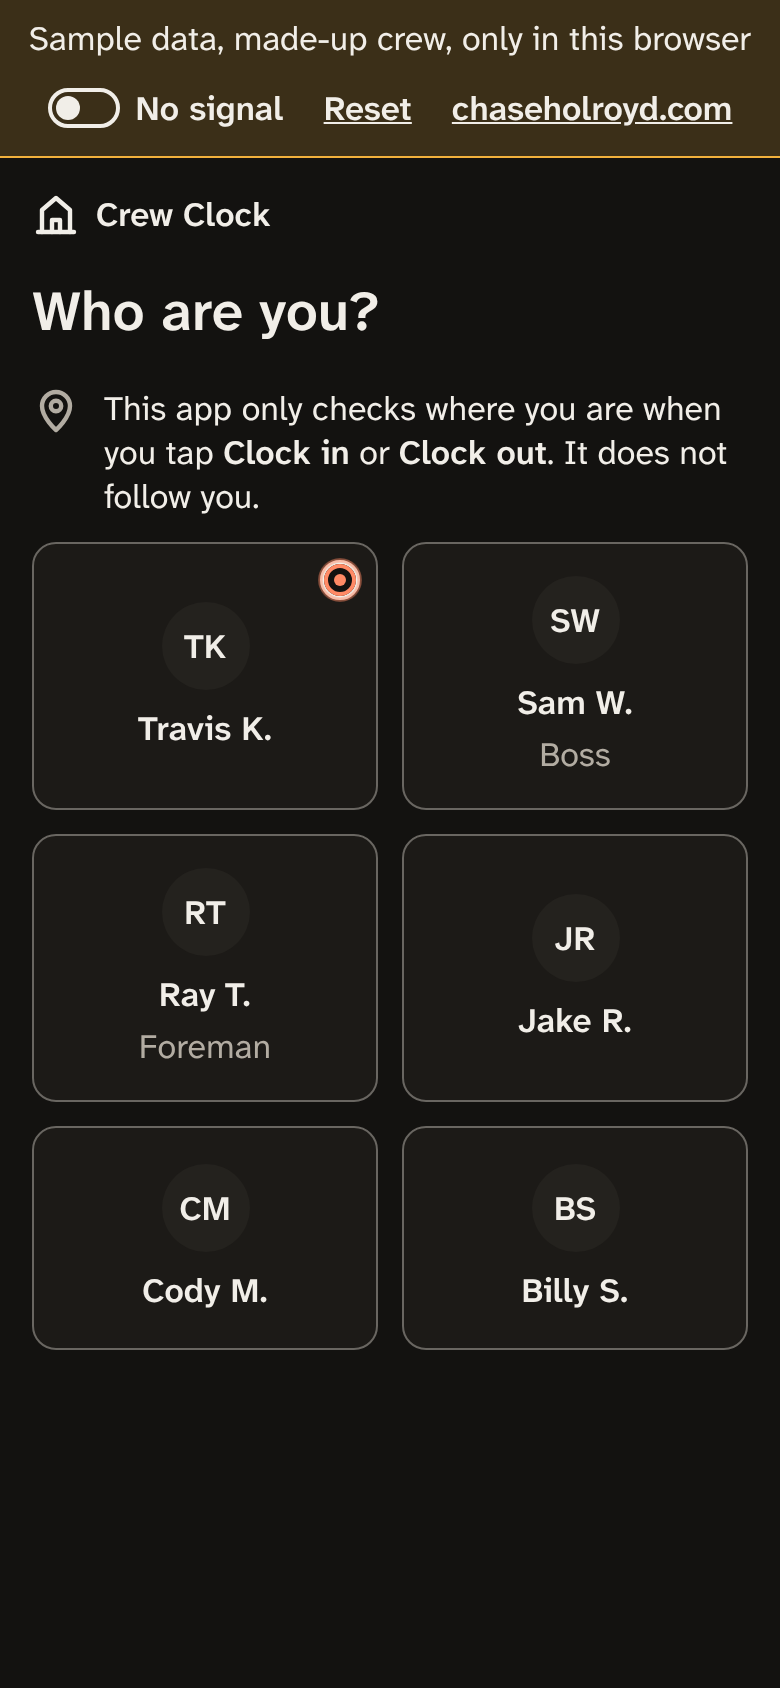 Sample data, made-up crew, only in this browser
No signal Reset chaseholroyd.com
Crew Clock
Who are you?
This app only checks where you are when
you tap Clock in or Clock out. It does not
follow you.
TK
Travis K.
SW
Sam W.
Boss
RT
Ray T.
Foreman
JR
Jake R.
CM
Cody M.
BS
Billy S.